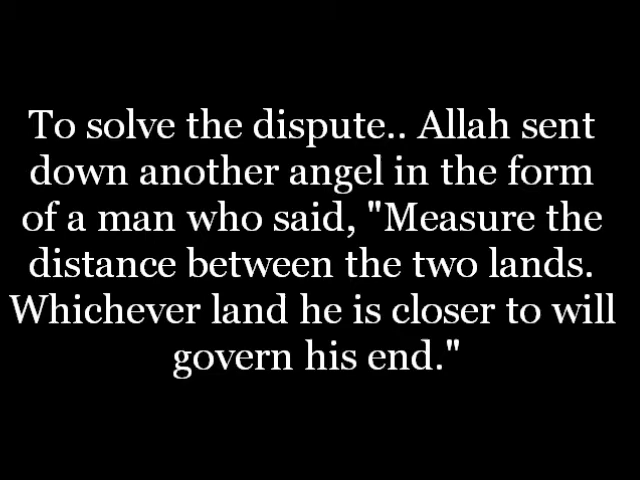 To solve the dispute.. Allah sent
down another angel in the form
of a man who said, "Measure the
distance between the two lands.
Whichever land he is closer to will
govern his end."